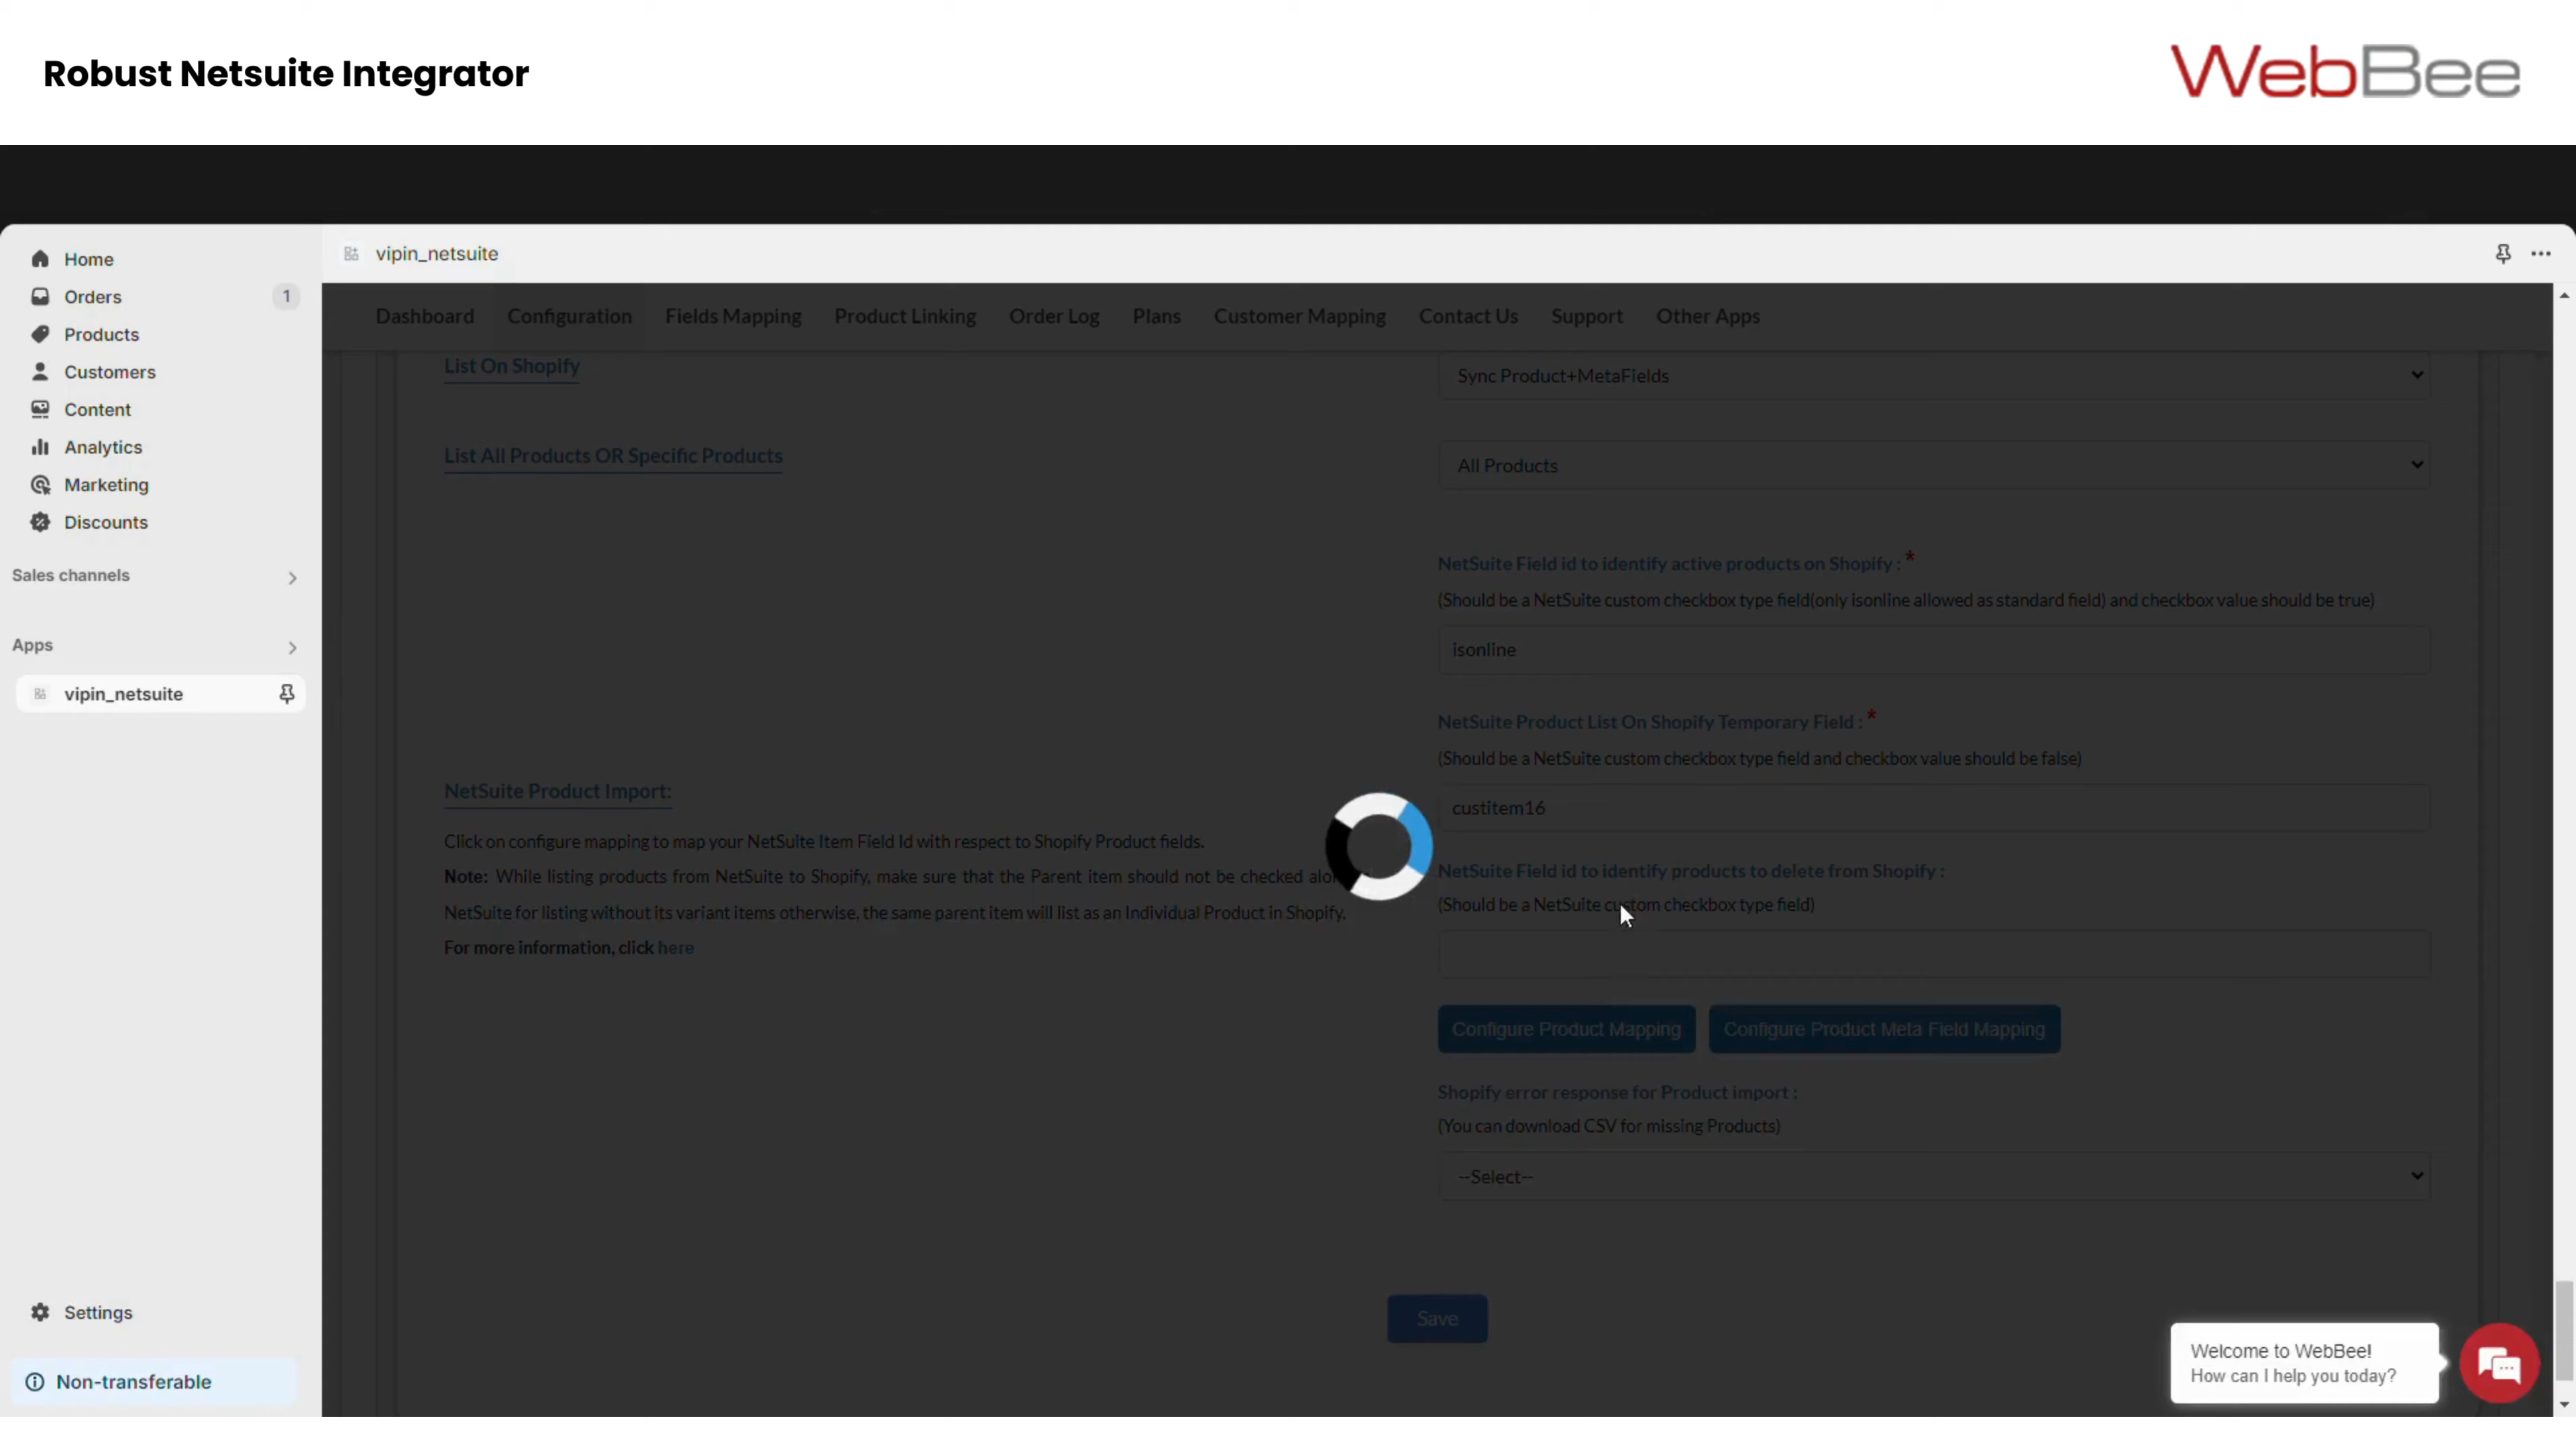 Robust Netsuite Integrator
WebBee
Home
Orders 1
Products
Customers
Content
Analytics
Marketing
Discounts
Sales channels
Apps
vipin_netsuite
Settings
Non-transferable
vipin_netsuite
Dashboard Configuration Fields Mapping Product Linking Order Log Plans Customer Mapping Contact Us Support Other Apps
List On Shopify
Sync Product+MetaFields
List All Products OR Specific Products
All Products
NetSuite Product Import:
Click on configure mapping to map your NetSuite Item Field Id with respect to Shopify Product fields.
Note: While listing products from NetSuite to Shopify, make sure that the Parent item should not be checked
NetSuite for listing without its variant items otherwise, the same parent item will list as an Individual Product in Shopify.
For more information, click here
NetSuite Field id to identify active products on Shopify : *
(Should be a NetSuite custom checkbox type field(only isonline allowed as standard field) and checkbox value should be true)
isonline
NetSuite Product List On Shopify Temporary Field : *
(Should be a NetSuite custom checkbox type field and checkbox value should be false)
custitem16
NetSuite Field id to identify products to delete from Shopify :
(Should be a NetSuite custom checkbox type field)
Configure Product Mapping Configure Product Meta Field Mapping
Shopify error response for Product import :
(You can download CSV for missing Products)
--Select--
Save
Welcome to WebBee!
How can I help you today?